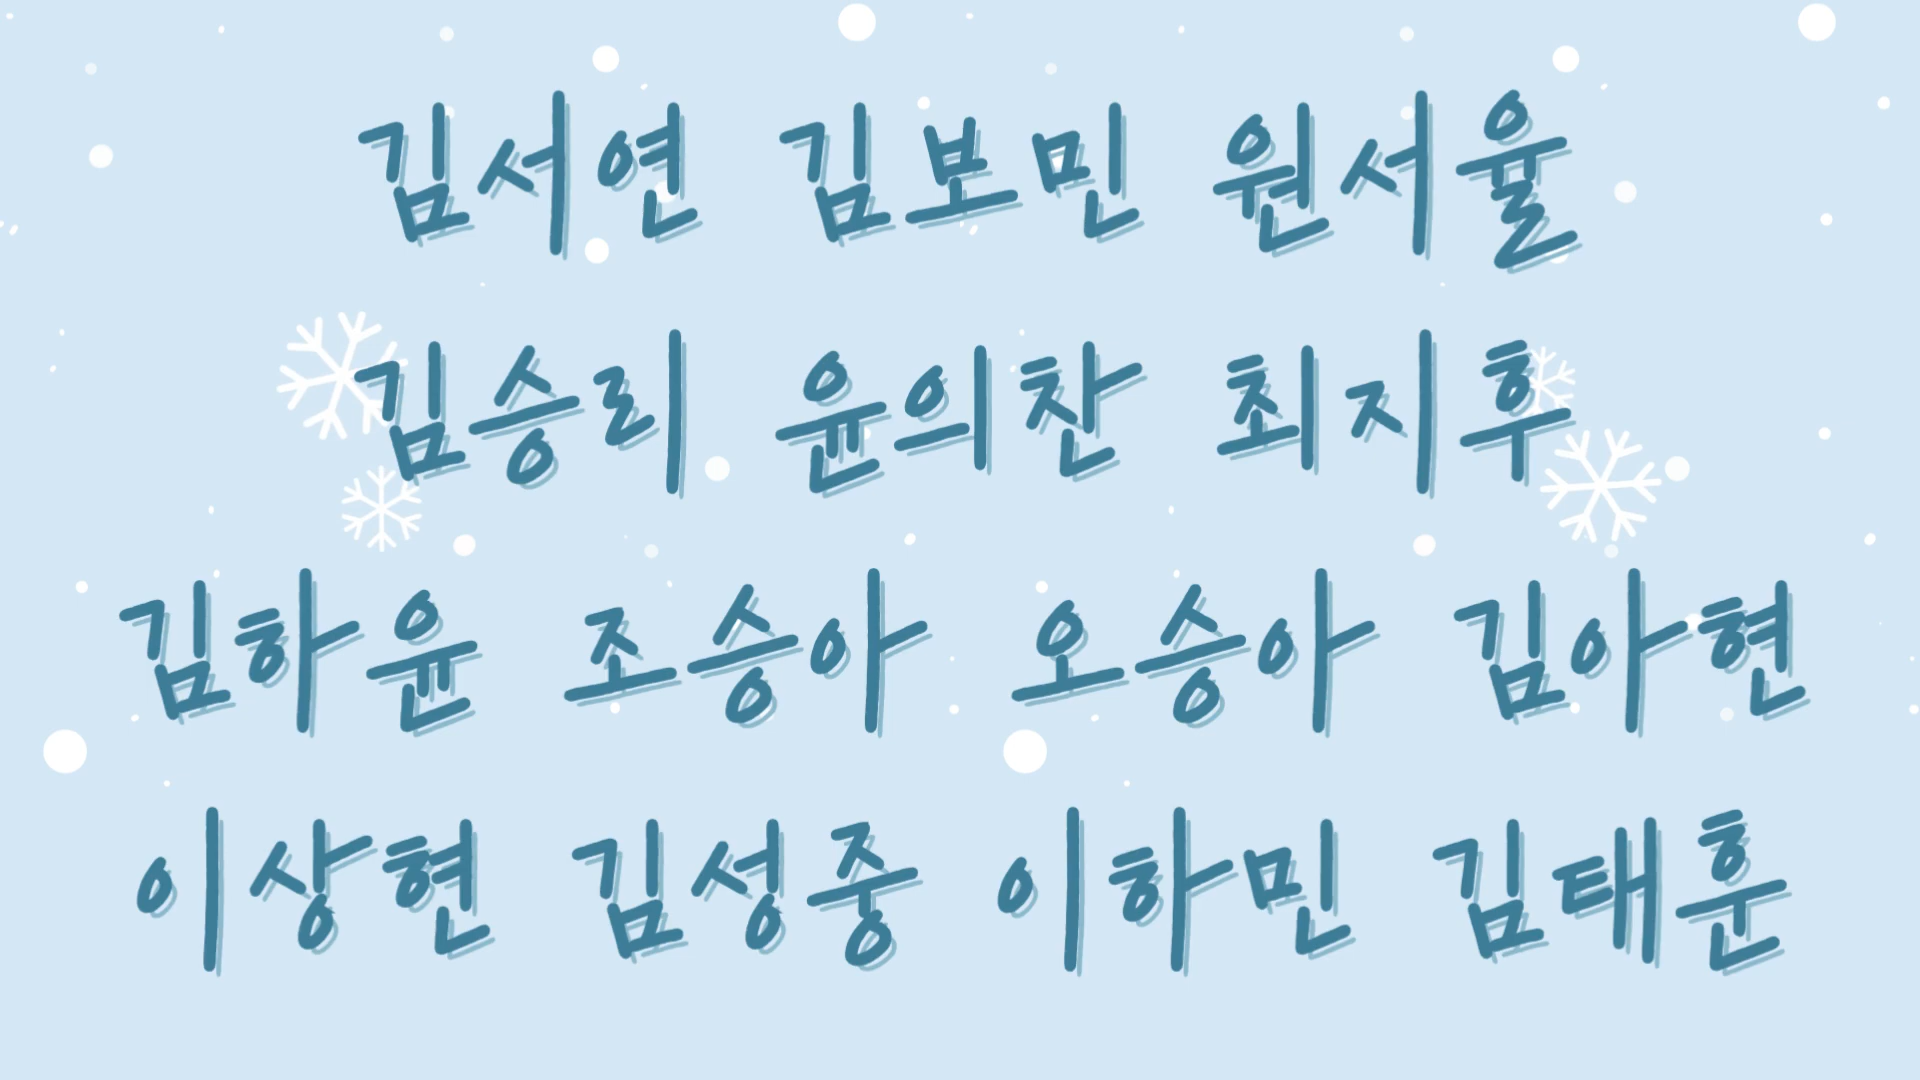 김서연 김보민 원서율
김승리 윤의찬 최지후
김하윤 조승아 오승아 김아현
이상현 김성중 이하민 김태훈